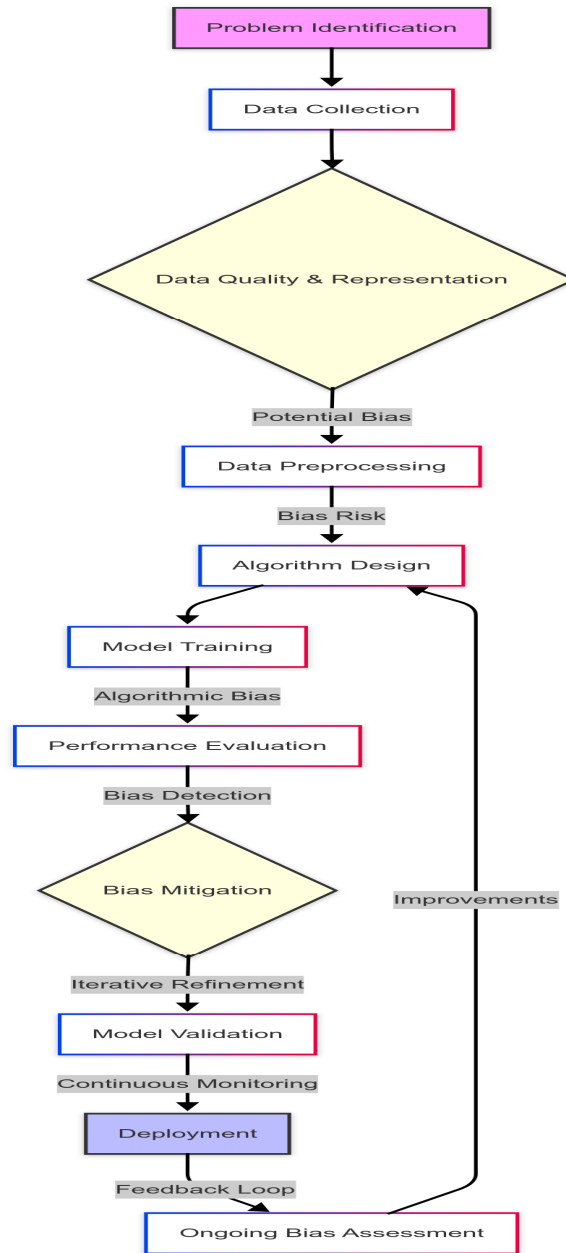 Problem Identification
Data Collection
Data Quality & Representation
Potential Bias
Data Preprocessing
Bias Risk
Algorithm Design
Model Training
Algorithmic Bias
Performance Evaluation
Bias Detection
Bias Mitigation
Improvements
Iterative Refinement
Model Validation
Continuous Monitoring
Deployment
Feedback Loop
Ongoing Bias Assessment